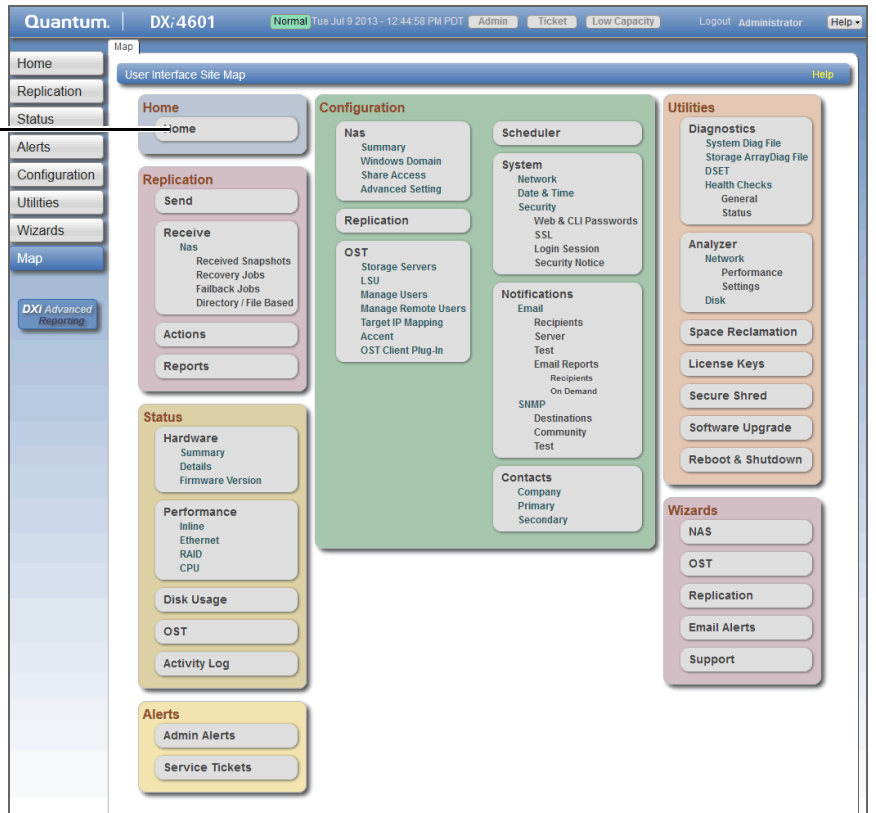 Quantum. DXi4601 Normal Tue Jul 9 2013 - 12:44:58 PM PDT Admin Ticket Low Capacity Logout Administrator Help
Map
Home
Replication
Status
Alerts
Configuration
Utilities
Wizards
Map
DXi Advanced
Reporting
User Interface Site Map Help
Home
Home
Replication
Send
Receive
Nas
Received Snapshots
Recovery Jobs
Failback Jobs
Directory / File Based
Actions
Reports
Status
Hardware
Summary
Details
Firmware Version
Performance
Inline
Ethernet
RAID
CPU
Disk Usage
OST
Activity Log
Alerts
Admin Alerts
Service Tickets
Configuration
Nas
Summary
Windows Domain
Share Access
Advanced Setting
Replication
OST
Storage Servers
LSU
Manage Users
Manage Remote Users
Target IP Mapping
Accent
OST Client Plug-In
Scheduler
System
Network
Date & Time
Security
Web & CLI Passwords
SSL
Login Session
Security Notice
Notifications
Email
Recipients
Server
Test
Email Reports
Recipients
On Demand
SNMP
Destinations
Community
Test
Contacts
Company
Primary
Secondary
Utilities
Diagnostics
System Diag File
Storage ArrayDiag File
DSET
Health Checks
General
Status
Analyzer
Network
Performance
Settings
Disk
Space Reclamation
License Keys
Secure Shred
Software Upgrade
Reboot & Shutdown
Wizards
NAS
OST
Replication
Email Alerts
Support